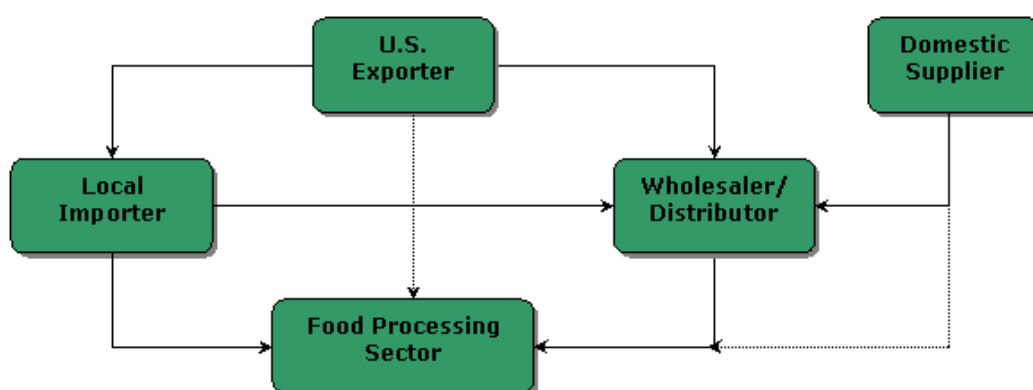 U.S.
Exporter
Domestic
Supplier
Local
Importer
Wholesaler/
Distributor
Food Processing
Sector